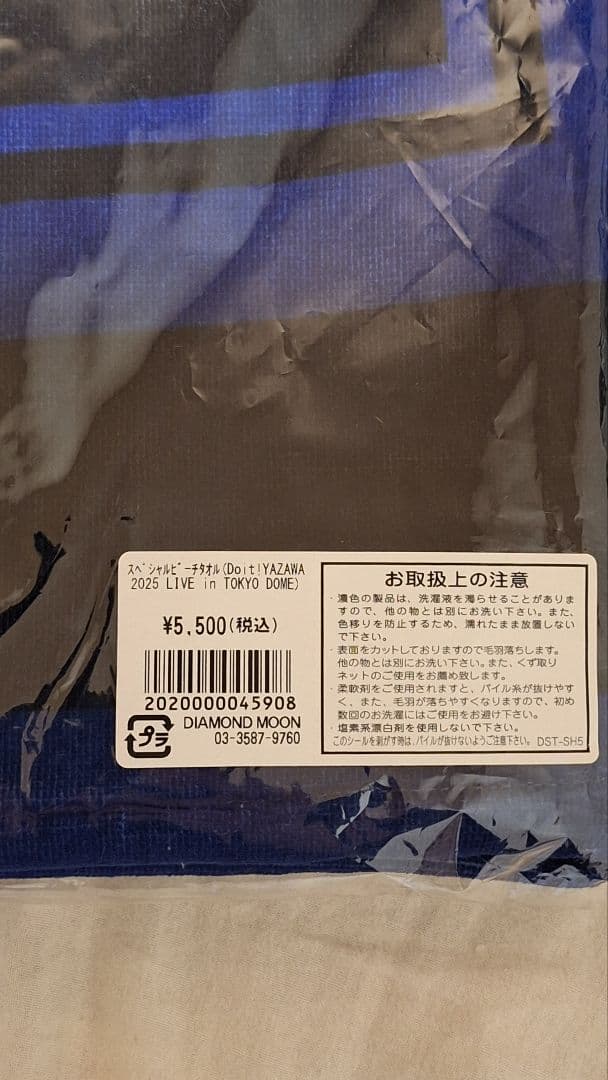 スペシャルビーチタオル(Doit!YAZAWA
2025 LIVE in TOKYO DOME)
¥5,500(税込)
2020000045908
プラ
DIAMOND MOON
03-3587-9760
お取扱上の注意
・濃色の製品は、洗濯液を濁らせることがありま
すので、他の物とは別にお洗い下さい。また、
色移りを防止するため、濡れたまま放置しない
で下さい。
・表面をカットしておりますので毛羽落ちします。
他の物とは別にお洗い下さい。また、くず取り
ネットのご使用をお薦め致します。
・柔軟剤をご使用されますと、パイル糸が抜けやす
く、また、毛羽が落ちやすくなりますので、初め
数回のお洗濯にはご使用をお避け下さい。
・塩素系漂白剤を使用しないで下さい。
このシールを剥がす時は、パイルが抜けないようご注意下さい。 DST-SH5